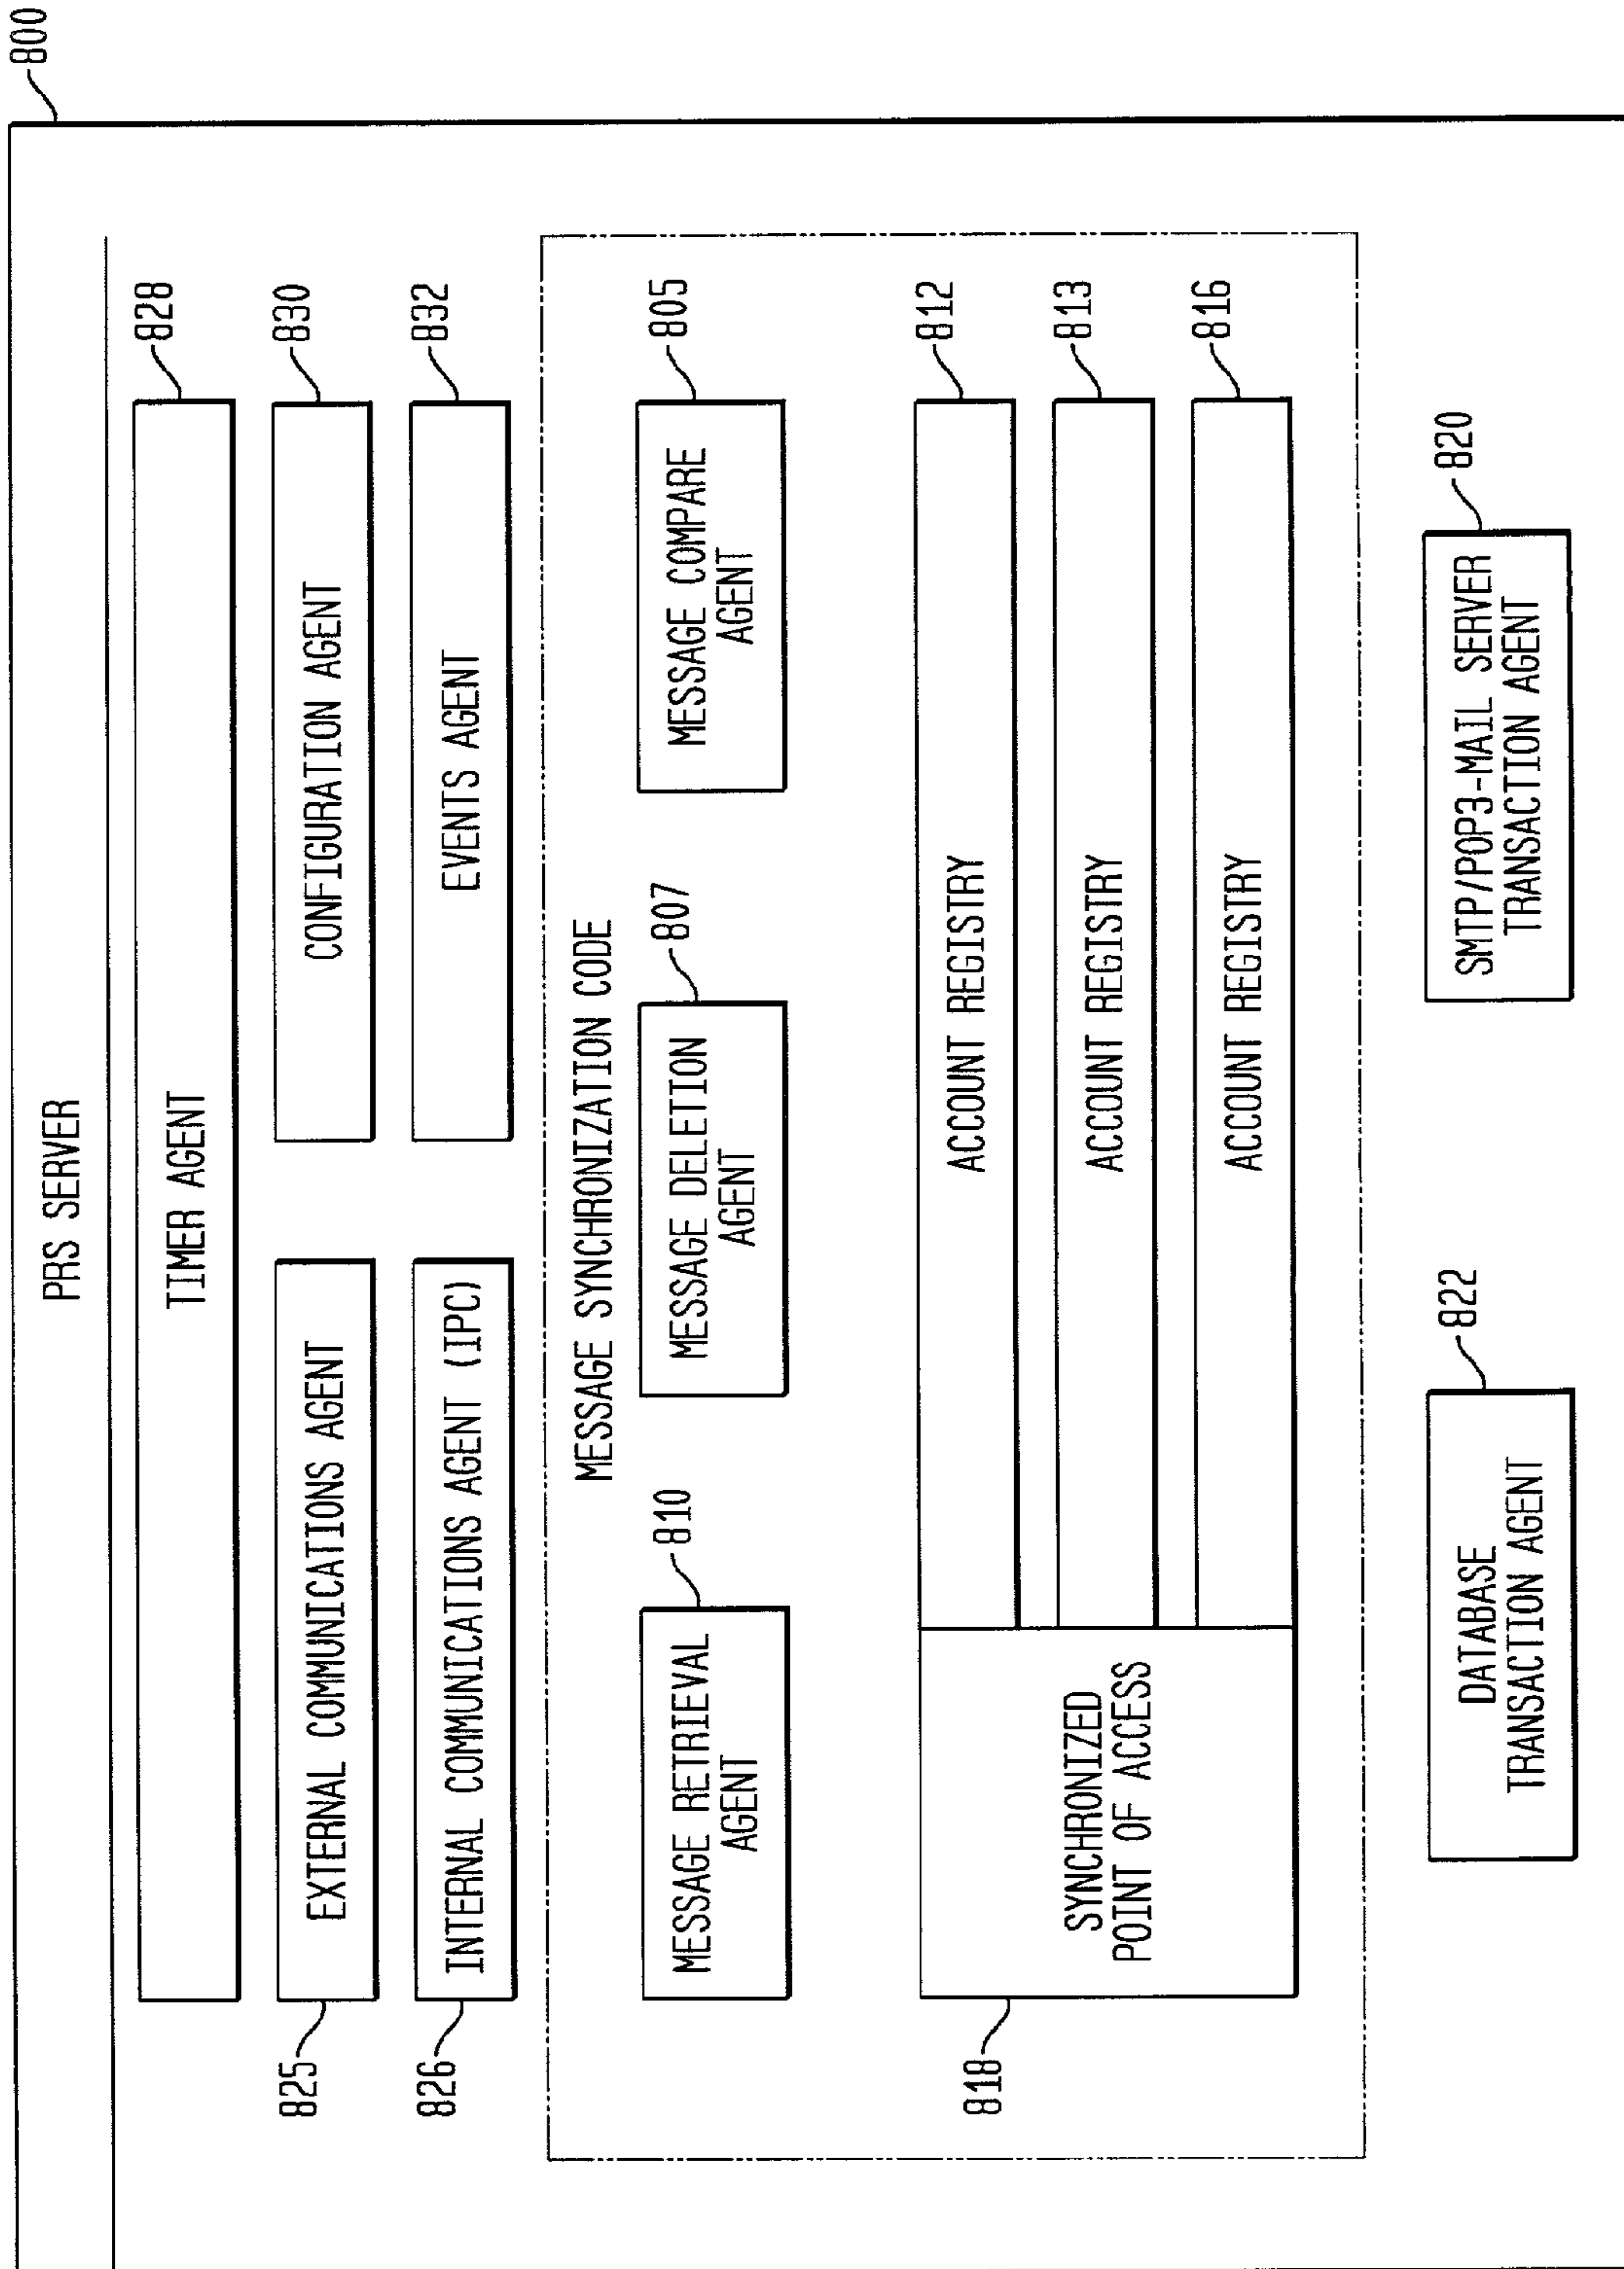 800
PRS SERVER
TIMER AGENT
828
825
EXTERNAL COMMUNICATIONS AGENT
CONFIGURATION AGENT
830
826
INTERNAL COMMUNICATIONS AGENT (IPC)
EVENTS AGENT
832
MESSAGE SYNCHRONIZATION CODE
MESSAGE RETRIEVAL
AGENT
810
MESSAGE DELETION
AGENT
807
MESSAGE COMPARE
AGENT
805
818
SYNCHRONIZED
POINT OF ACCESS
ACCOUNT REGISTRY
812
ACCOUNT REGISTRY
813
ACCOUNT REGISTRY
816
DATABASE
TRANSACTION AGENT
822
SMTP/POP3-MAIL SERVER
TRANSACTION AGENT
820